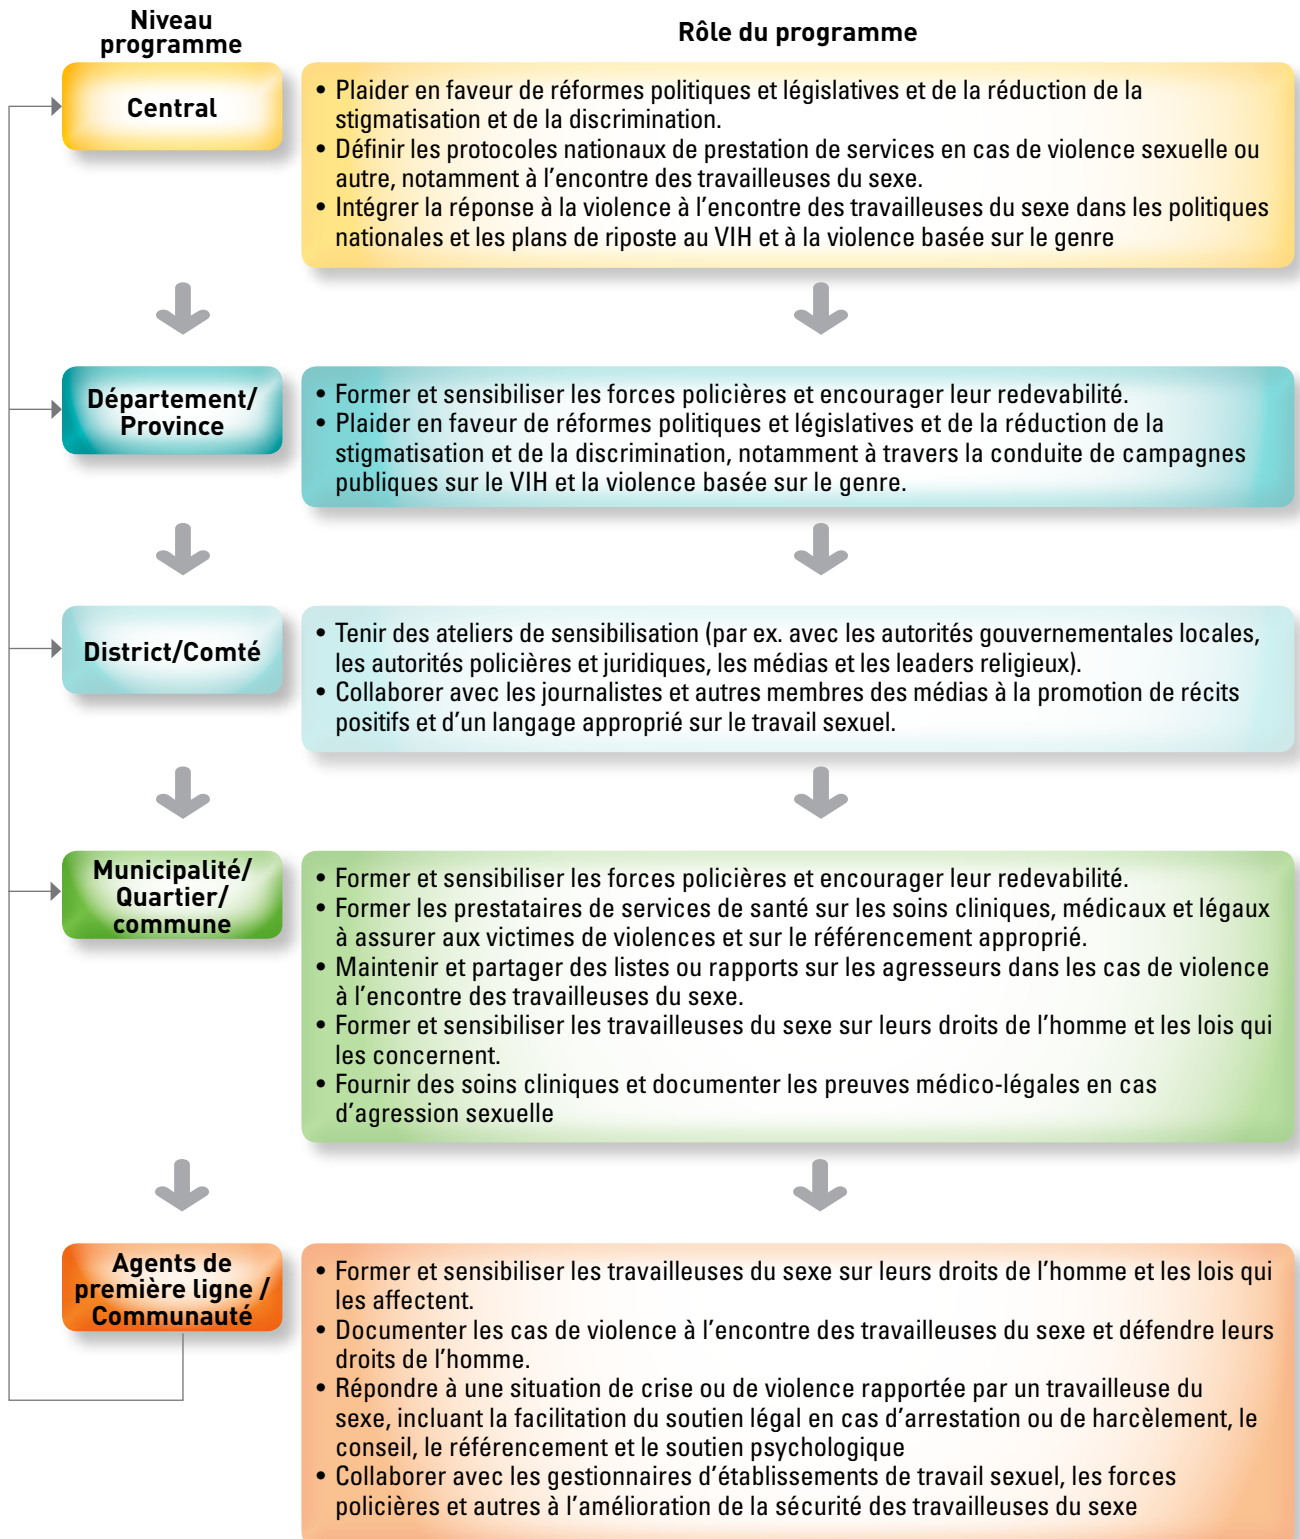 Niveau
programme
Rôle du programme
Central
• Plaider en faveur de réformes politiques et législatives et de la réduction de la
stigmatisation et de la discrimination.
• Définir les protocoles nationaux de prestation de services en cas de violence sexuelle ou
autre, notamment à l’encontre des travailleuses du sexe.
• Intégrer la réponse à la violence à l’encontre des travailleuses du sexe dans les politiques
nationales et les plans de riposte au VIH et à la violence basée sur le genre
Département/
Province
• Former et sensibiliser les forces policières et encourager leur redevabilité.
• Plaider en faveur de réformes politiques et législatives et de la réduction de la
stigmatisation et de la discrimination, notamment à travers la conduite de campagnes
publiques sur le VIH et la violence basée sur le genre.
District/Comté
• Tenir des ateliers de sensibilisation (par ex. avec les autorités gouvernementales locales,
les autorités policières et juridiques, les médias et les leaders religieux).
• Collaborer avec les journalistes et autres membres des médias à la promotion de récits
positifs et d’un langage approprié sur le travail sexuel.
Municipalité/
Quartier/
commune
• Former et sensibiliser les forces policières et encourager leur redevabilité.
• Former les prestataires de services de santé sur les soins cliniques, médicaux et légaux
à assurer aux victimes de violences et sur le référencement approprié.
• Maintenir et partager des listes ou rapports sur les agresseurs dans les cas de violence
à l’encontre des travailleuses du sexe.
• Former et sensibiliser les travailleuses du sexe sur leurs droits de l’homme et les lois qui
les concernent.
• Fournir des soins cliniques et documenter les preuves médico-légales en cas
d’agression sexuelle
Agents de
première ligne /
Communauté
• Former et sensibiliser les travailleuses du sexe sur leurs droits de l’homme et les lois qui
les affectent.
• Documenter les cas de violence à l’encontre des travailleuses du sexe et défendre leurs
droits de l’homme.
• Répondre à une situation de crise ou de violence rapportée par un travailleuse du
sexe, incluant la facilitation du soutien légal en cas d’arrestation ou de harcèlement, le
conseil, le référencement et le soutien psychologique
• Collaborer avec les gestionnaires d’établissements de travail sexuel, les forces
policières et autres à l’amélioration de la sécurité des travailleuses du sexe